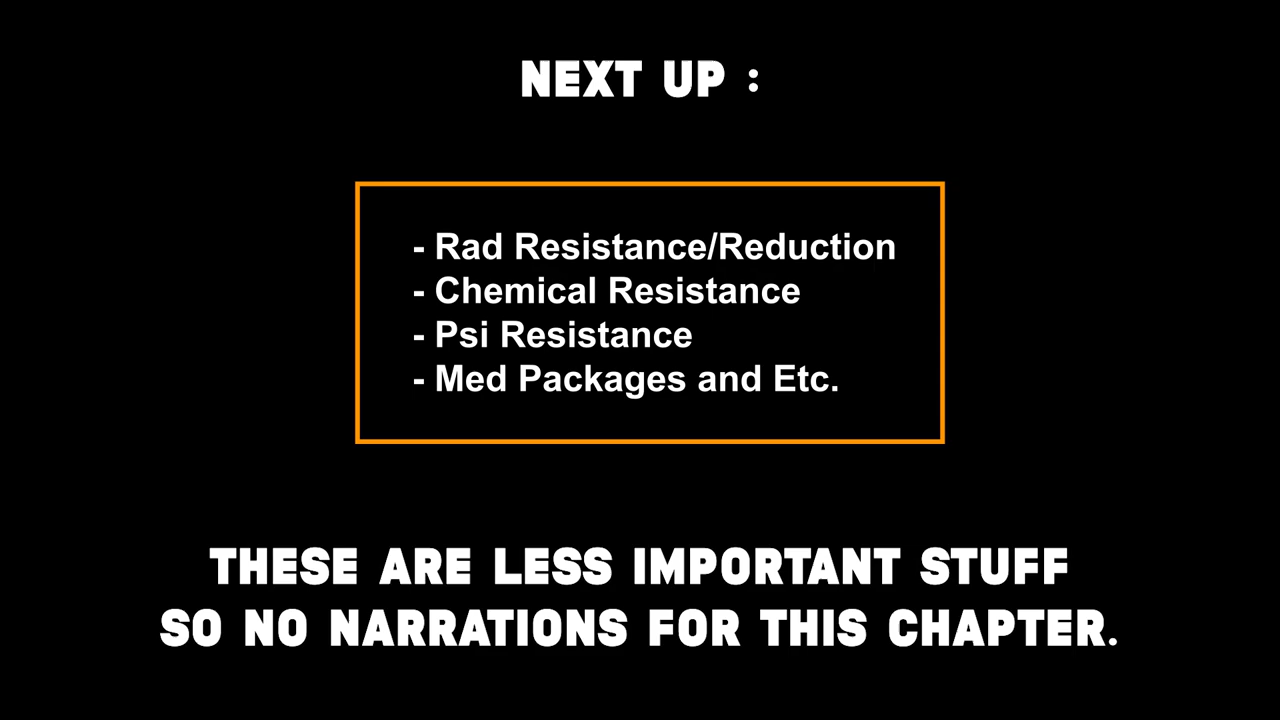 NEXT UP :
- Rad Resistance/Reduction
- Chemical Resistance
- Psi Resistance
- Med Packages and Etc.
THESE ARE LESS IMPORTANT STUFF
SO NO NARRATIONS FOR THIS CHAPTER.